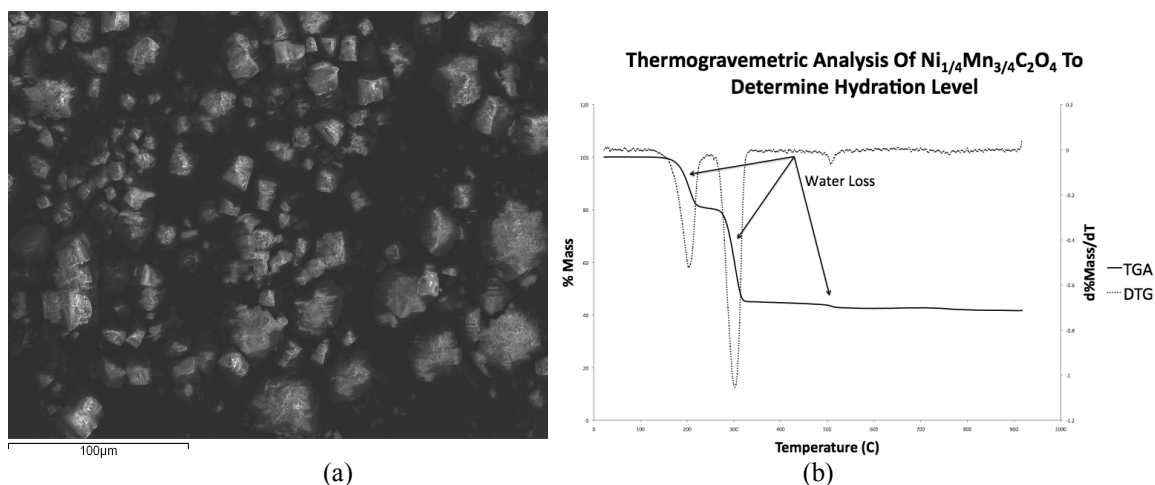 100µm
(a)
Thermogravemetric Analysis Of Ni1/4Mn3/4C2O4 To
Determine Hydration Level
120
100
80
60
40
20
0
% Mass
0 100 200 300 400 500 600 700 800 900 1000
Temperature (C)
0.2
0
-0.2
-0.4
-0.6
-0.8
-1
-1.2
d%Mass/dT
Water Loss
TGA
DTG
(b)